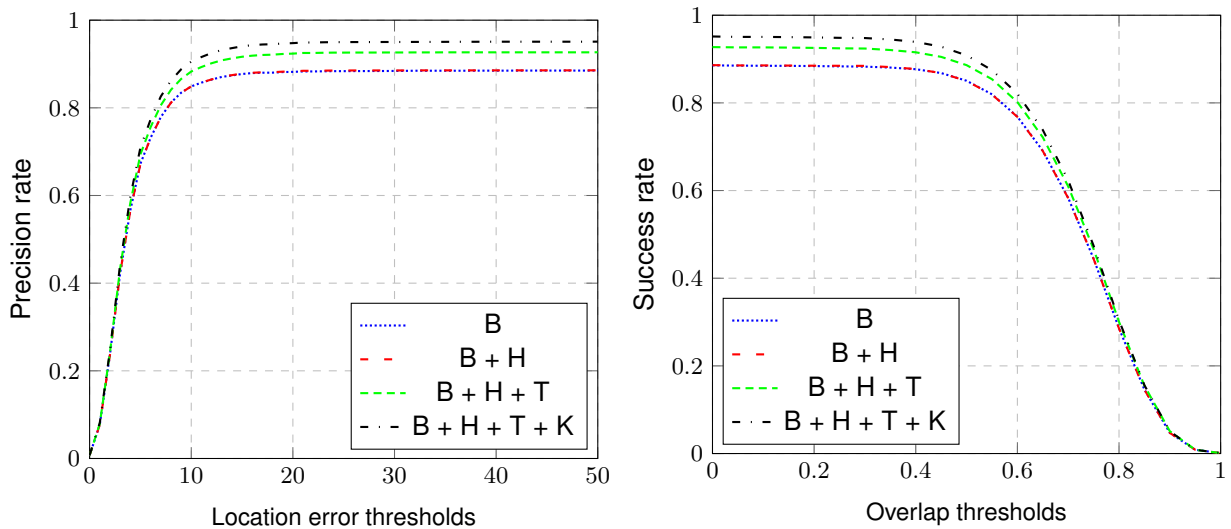 1
0.8
0.6
0.4
0.2
0
Precision rate
0 10 20 30 40 50
Location error thresholds
B
B + H
B + H + T
B + H + T + K
1
0.8
0.6
0.4
0.2
0
Success rate
0 0.2 0.4 0.6 0.8 1
Overlap thresholds
B
B + H
B + H + T
B + H + T + K